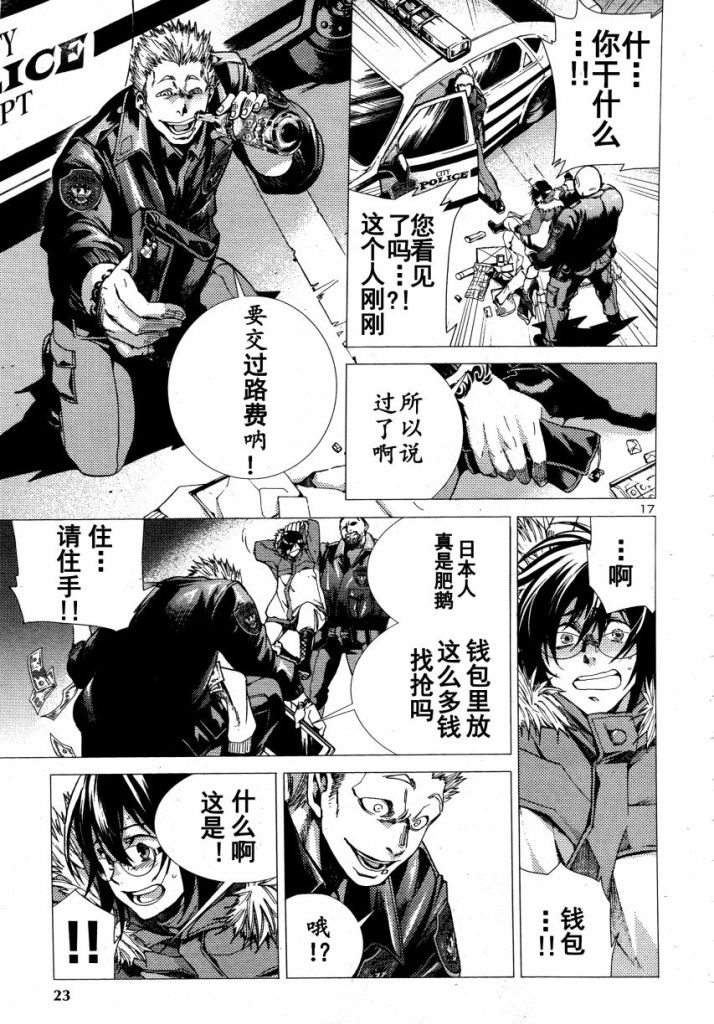 什…
你干什么
…!!
您看见
了吗…?!
这个人刚刚
CITY
POLICE
CITY
LICE
PT
所以说
过了啊
要交
过路费
呐!
17
…啊
钱包
…!!
日本人
真是肥鹅
钱包里放
这么多钱
找抢吗
住…
请住手!!
哦!?
什么啊
这是!
!!
23